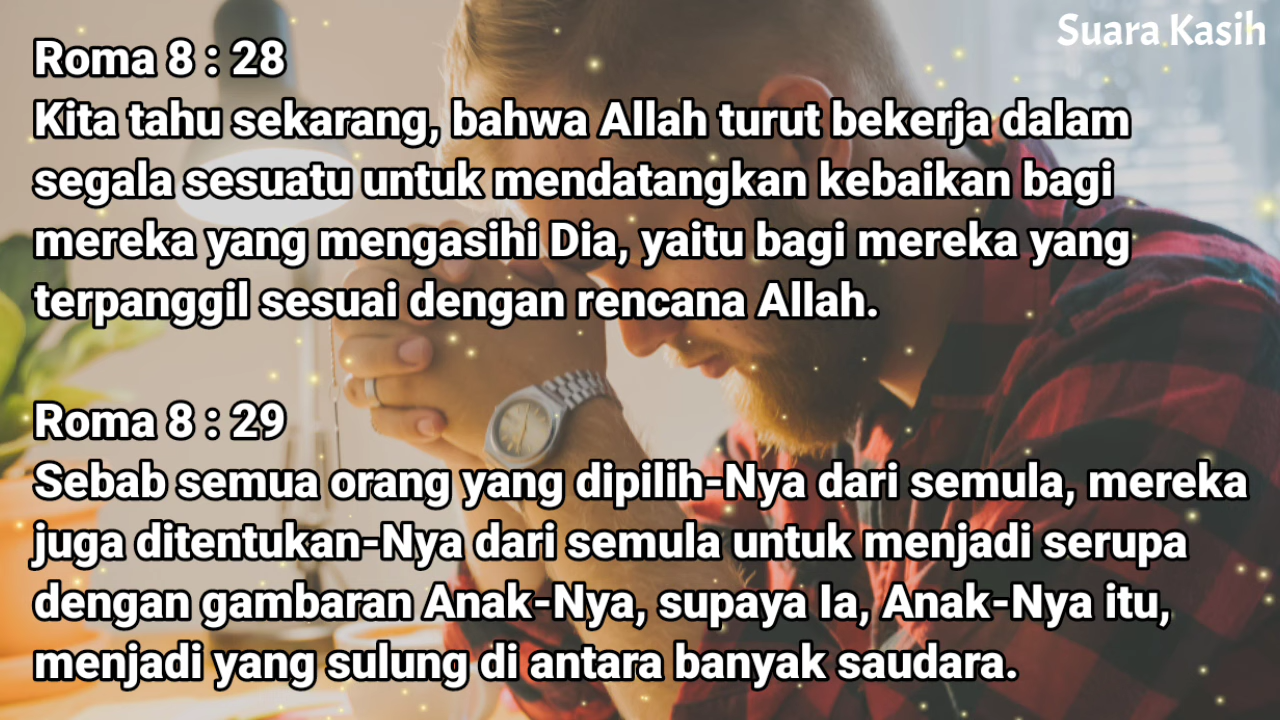 Suara Kasih
Roma 8 : 28
Kita tahu sekarang, bahwa Allah turut bekerja dalam
segala sesuatu untuk mendatangkan kebaikan bagi
mereka yang mengasihi Dia, yaitu bagi mereka yang
terpanggil sesuai dengan rencana Allah.
Roma 8 : 29
Sebab semua orang yang dipilih-Nya dari semula, mereka
juga ditentukan-Nya dari semula untuk menjadi serupa
dengan gambaran Anak-Nya, supaya Ia, Anak-Nya itu,
menjadi yang sulung di antara banyak saudara.